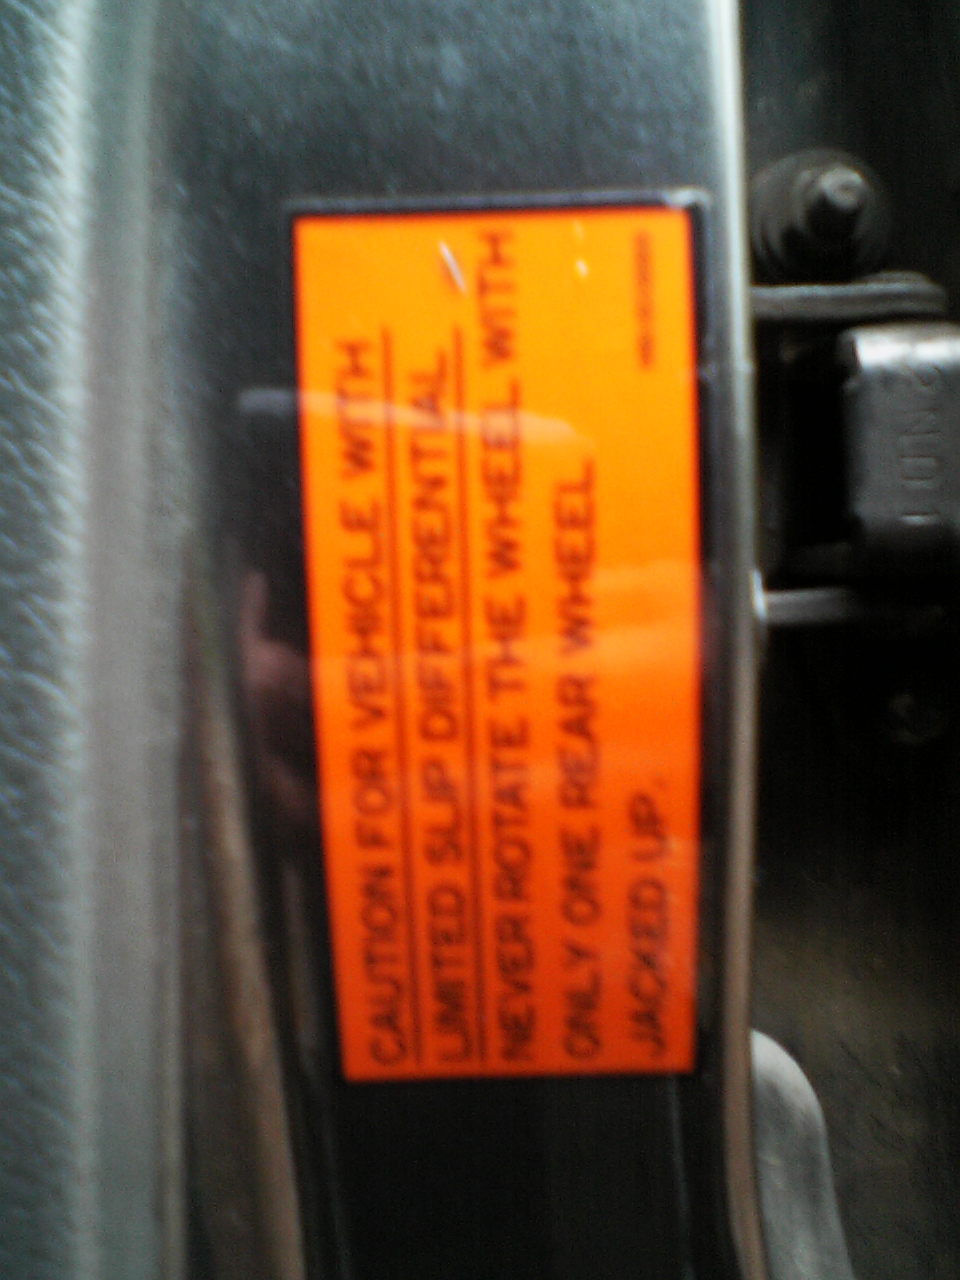 CAUTION FOR VEHICLE WITH
LIMITED SLIP DIFFERENTIAL
NEVER ROTATE THE WHEEL WITH
ONLY ONE REAR WHEEL
JACKED UP.